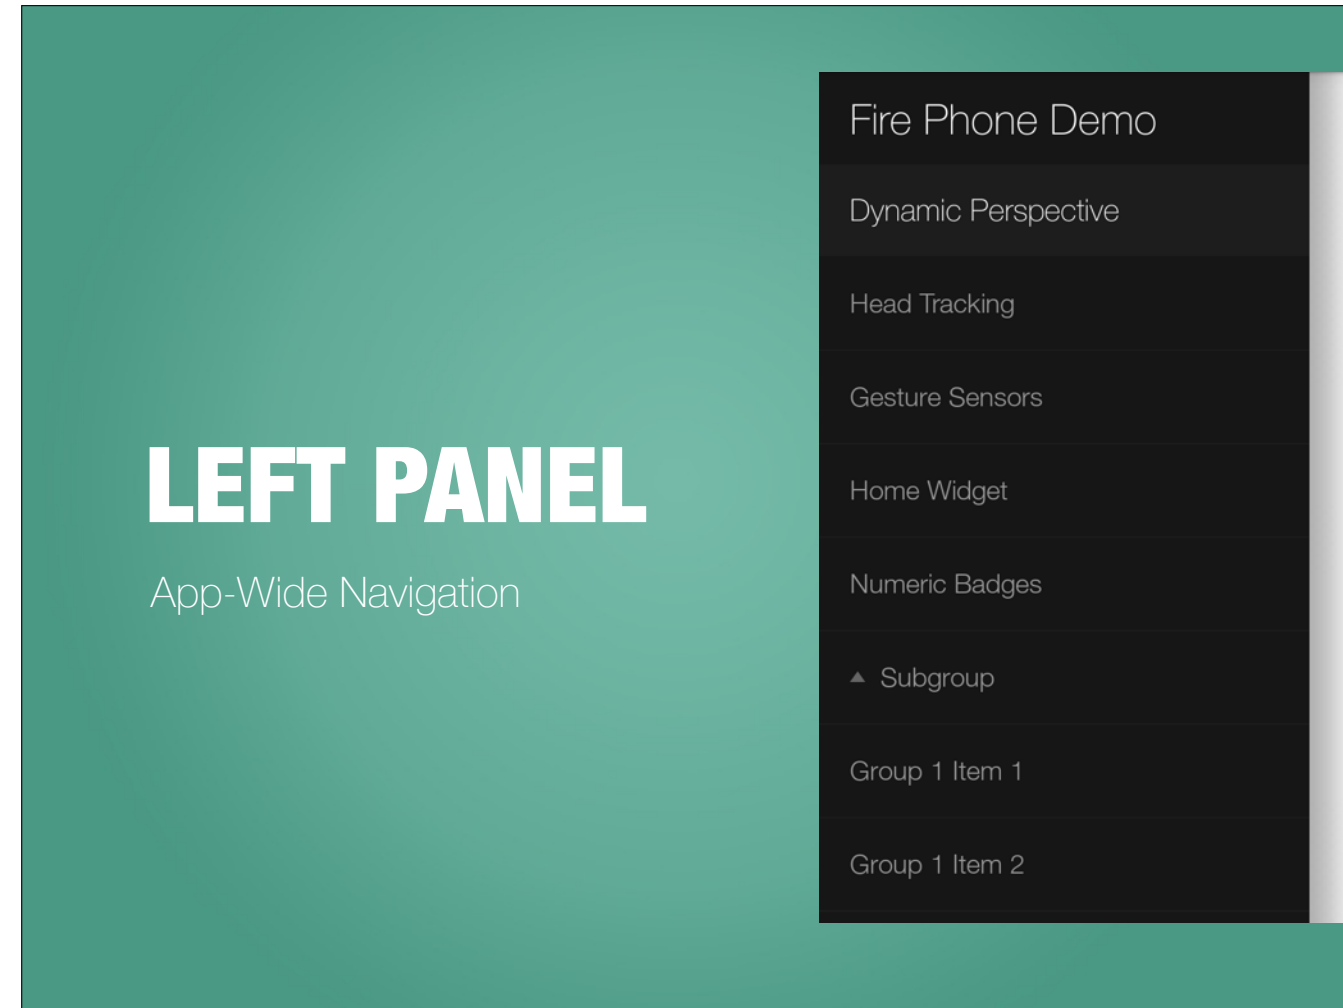 LEFT PANEL
App-Wide Navigation
Fire Phone Demo
Dynamic Perspective
Head Tracking
Gesture Sensors
Home Widget
Numeric Badges
Subgroup
Group 1 Item 1
Group 1 Item 2